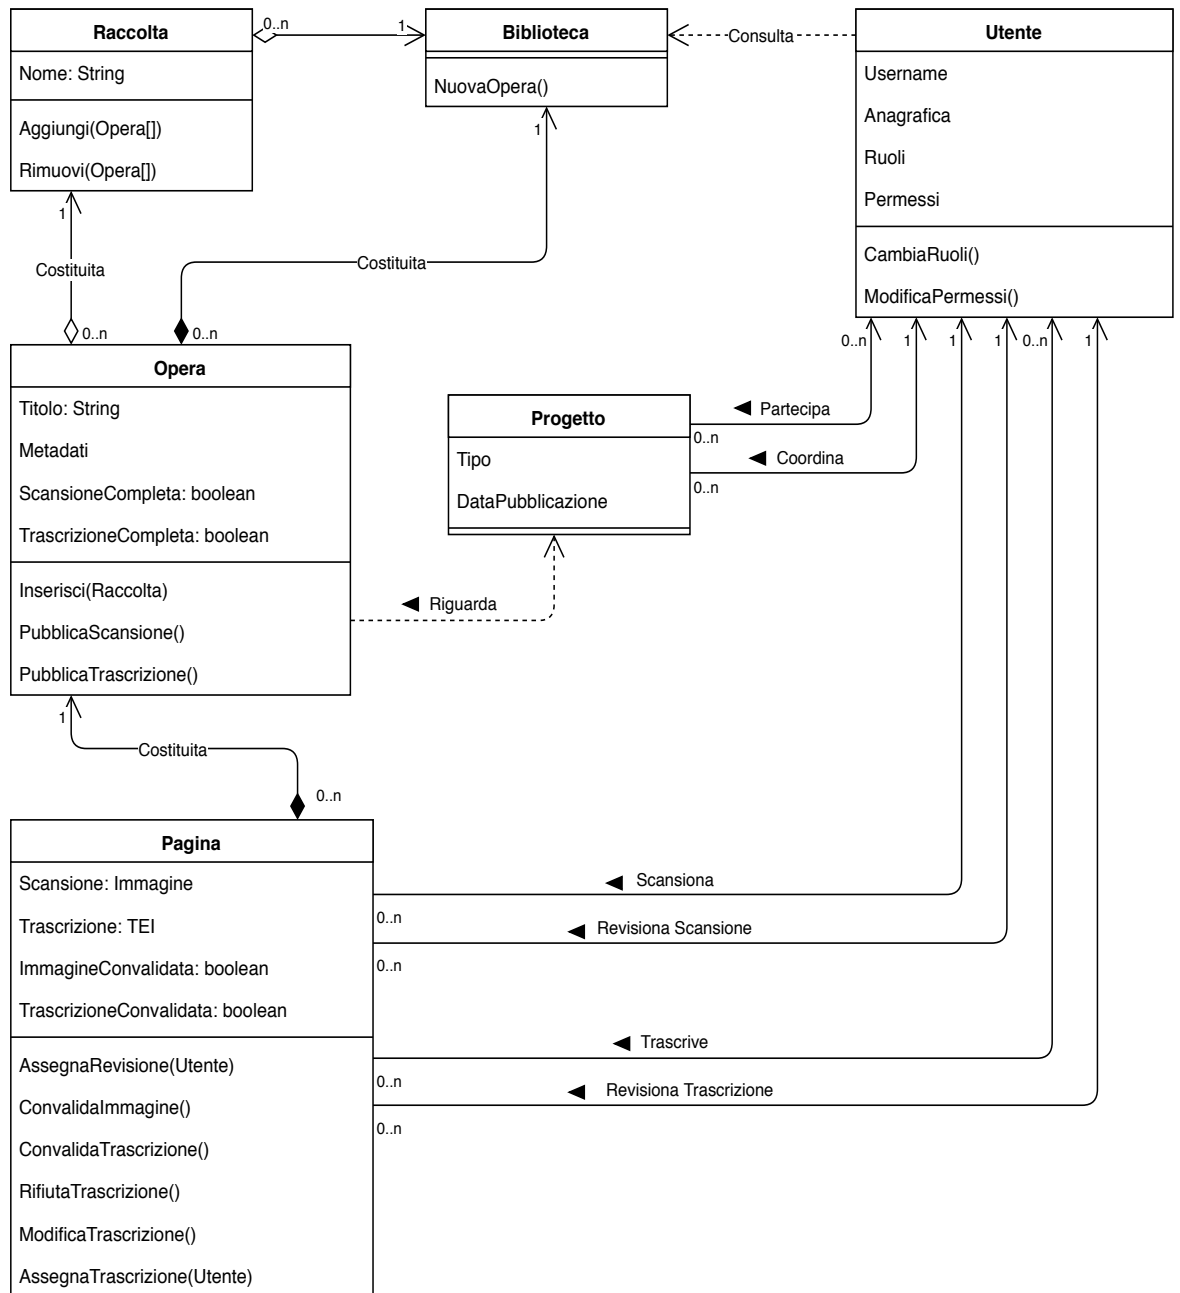 Raccolta
Nome: String
Aggiungi(Opera[])
Rimuovi(Opera[])
0..n
1
Biblioteca
NuovaOpera()
Consulta
Utente
Username
Anagrafica
Ruoli
Permessi
CambiaRuoli()
ModificaPermessi()
1
Costituita
0..n
1
Costituita
0..n
0..n
1
1
1
0..n
1
Opera
Titolo: String
Metadati
ScansioneCompleta: boolean
TrascrizioneCompleta: boolean
Inserisci(Raccolta)
PubblicaScansione()
PubblicaTrascrizione()
Progetto
Tipo
DataPubblicazione
Partecipa
0..n
Coordina
0..n
Riguarda
1
Costituita
0..n
Pagina
Scansione: Immagine
Trascrizione: TEI
ImmagineConvalidata: boolean
TrascrizioneConvalidata: boolean
AssegnaRevisione(Utente)
ConvalidaImmagine()
ConvalidaTrascrizione()
RifiutaTrascrizione()
ModificaTrascrizione()
AssegnaTrascrizione(Utente)
Scansiona
0..n
Revisiona Scansione
0..n
Trascrive
0..n
Revisiona Trascrizione
0..n